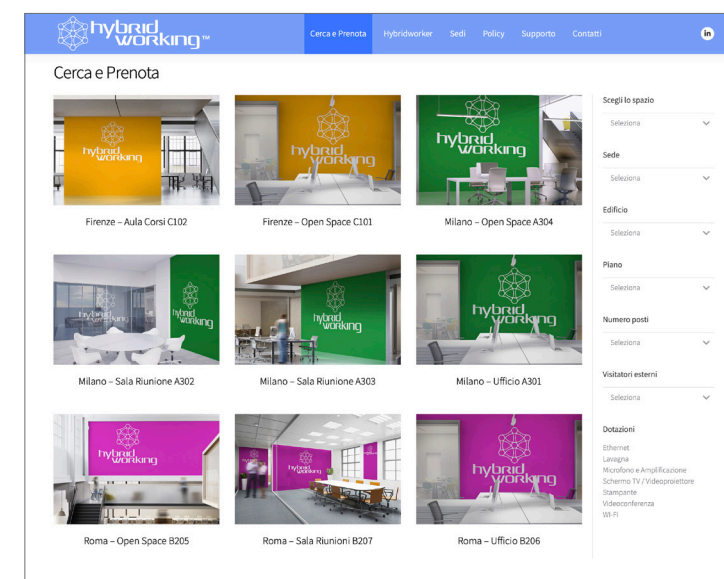 hybrid
working™
Cerca e Prenota
Hybridworker
Sedi
Policy
Supporto
Contatti
in
Cerca e Prenota
hybrid
working
hybrid
working
hybrid
working
Firenze – Aula Corsi C102
Firenze – Open Space C101
Milano – Open Space A304
hybrid
working
hybrid
working
hybrid
working
hybrid
working
Milano – Sala Riunione A302
Milano – Sala Riunione A303
Milano – Ufficio A301
hybrid
working
hybrid
working
hybrid
working
Roma – Open Space B205
Roma – Sala Riunioni B207
Roma – Ufficio B206
Scegli lo spazio
Seleziona
Sede
Seleziona
Edificio
Seleziona
Piano
Seleziona
Numero posti
Seleziona
Visitatori esterni
Seleziona
Dotazioni
Ethernet
Lavagna
Microfono e Amplificazione
Schermo TV / Videoproiettore
Stampante
Videoconferenza
WI-FI